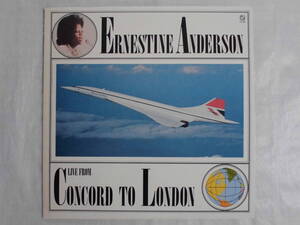 ERNESTINE ANDERSON
LIVE FROM
CONCORD TO LONDON